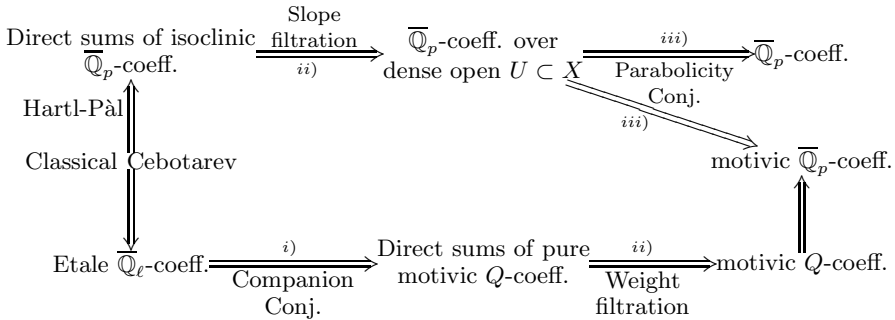 Direct sums of isoclinic
$\overline{\mathbb{Q}}_p$-coeff.
Slope
filtration
ii)
$\overline{\mathbb{Q}}_p$-coeff. over
dense open $U \subset X$
iii)
Parabolicity
Conj.
$\overline{\mathbb{Q}}_p$-coeff.
iii)
Hartl-Pàl
Classical Cebotarev
motivic $\overline{\mathbb{Q}}_p$-coeff.
Etale $\overline{\mathbb{Q}}_\ell$-coeff.
i)
Companion
Conj.
Direct sums of pure
motivic $Q$-coeff.
ii)
Weight
filtration
motivic $Q$-coeff.